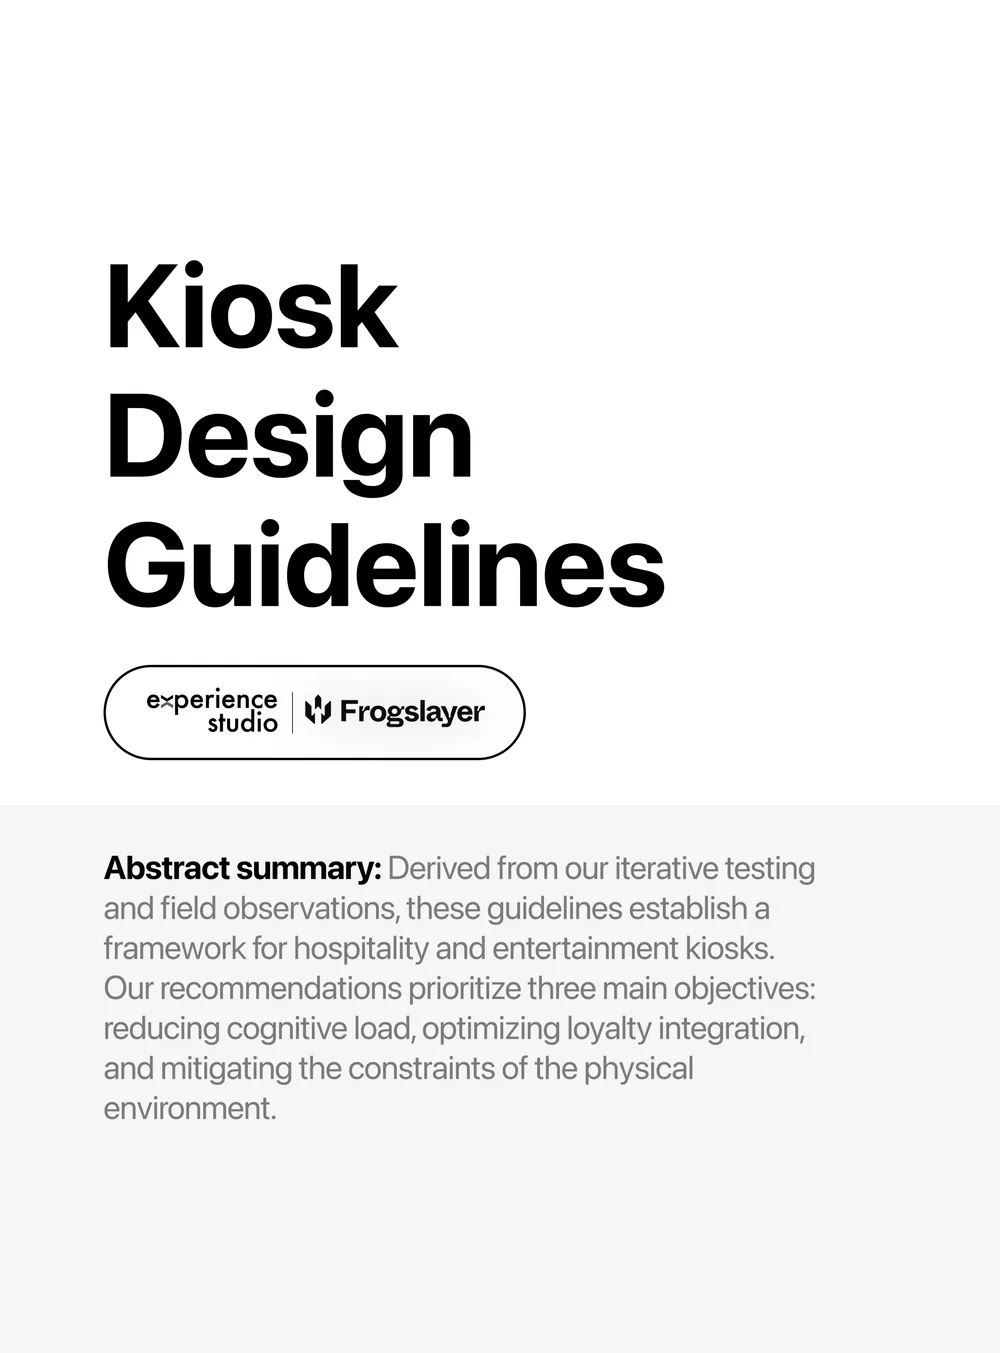 Kiosk
Design
Guidelines
experience
studio
Frogslayer
Abstract summary: Derived from our iterative testing
and field observations, these guidelines establish a
framework for hospitality and entertainment kiosks.
Our recommendations prioritize three main objectives:
reducing cognitive load, optimizing loyalty integration,
and mitigating the constraints of the physical
environment.